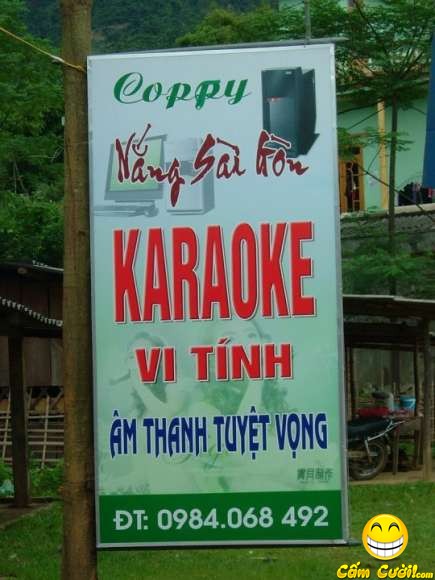 Coppy
Nắng Sài Gòn
KARAOKE
VI TÍNH
ÂM THANH TUYỆT VỌNG
ĐT: 0984.068 492
Cấm Cười!.com